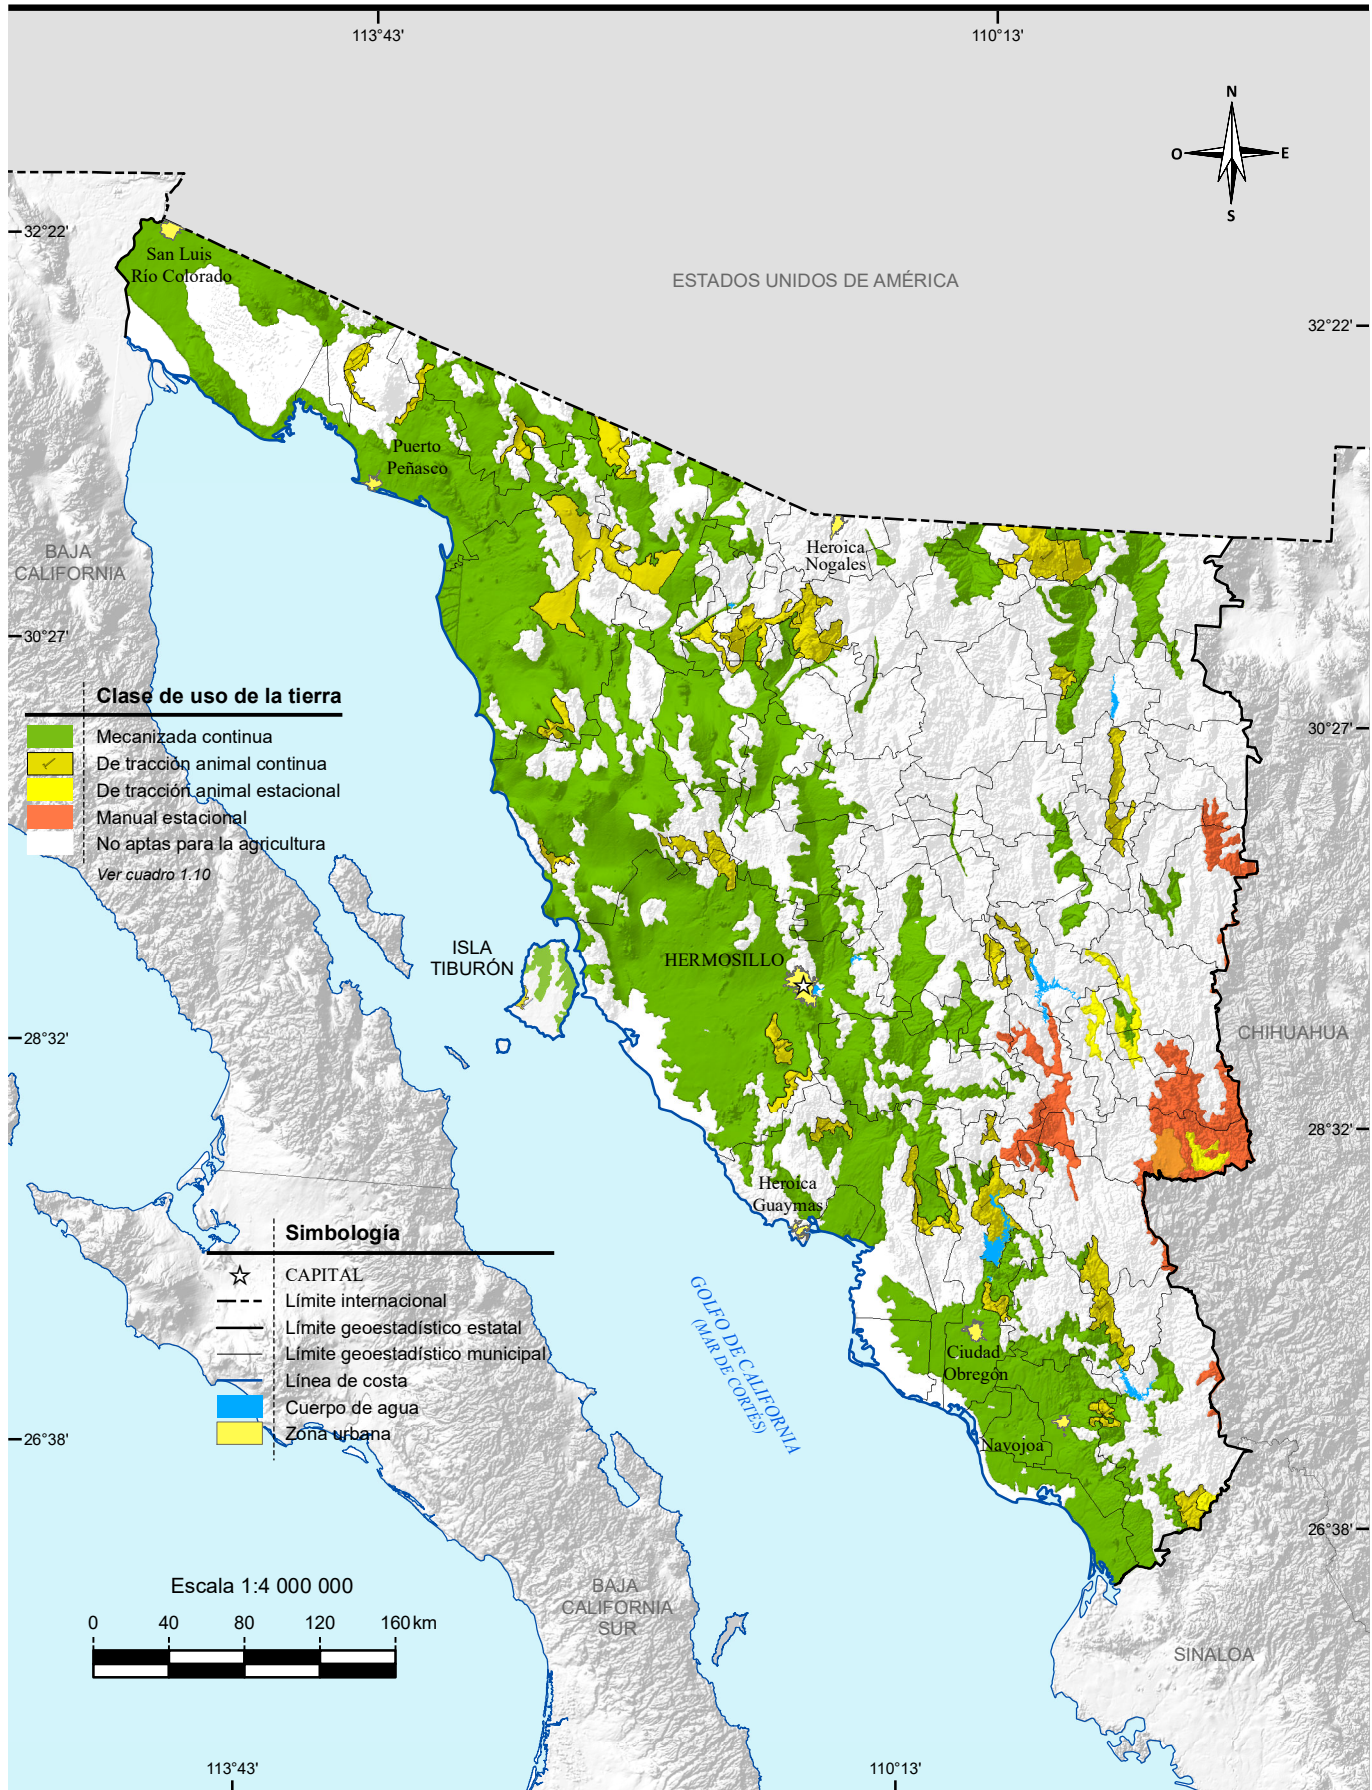 113°43'
110°13'
N
O
E
S
32°22'
San Luis
Río Colorado
ESTADOS UNIDOS DE AMÉRICA
32°22'
Puerto
Peñasco
BAJA
CALIFORNIA
Heroica
Nogales
30°27'
Clase de uso de la tierra
Mecanizada continua
De tracción animal continua
De tracción animal estacional
Manual estacional
No aptas para la agricultura
Ver cuadro 1.10
30°27'
ISLA
TIBURÓN
HERMOSILLO
28°32'
CHIHUAHUA
28°32'
Heroica
Guaymas
Simbología
CAPITAL
Límite internacional
Límite geoestadístico estatal
Límite geoestadístico municipal
Línea de costa
Cuerpo de agua
Zona urbana
GOLFO DE CALIFORNIA
(MAR DE CORTÉS)
Ciudad
Obregón
26°38'
Navojoa
26°38'
Escala 1:4 000 000
0 40 80 120 160 km
BAJA
CALIFORNIA
SUR
SINALOA
113°43'
110°13'